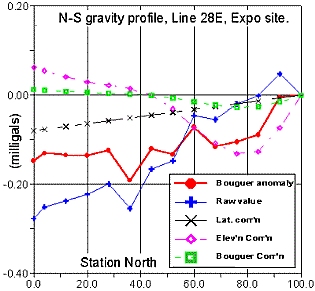 N-S gravity profile, Line 28E, Expo site.
0.20
0.00
-0.20
-0.40
(milligals)
Bouguer anomaly
Raw value
Lat. corr'n
Elev'n Corr'n
Bouguer Corr'n
Station North
0.0 20.0 40.0 60.0 80.0 100.0